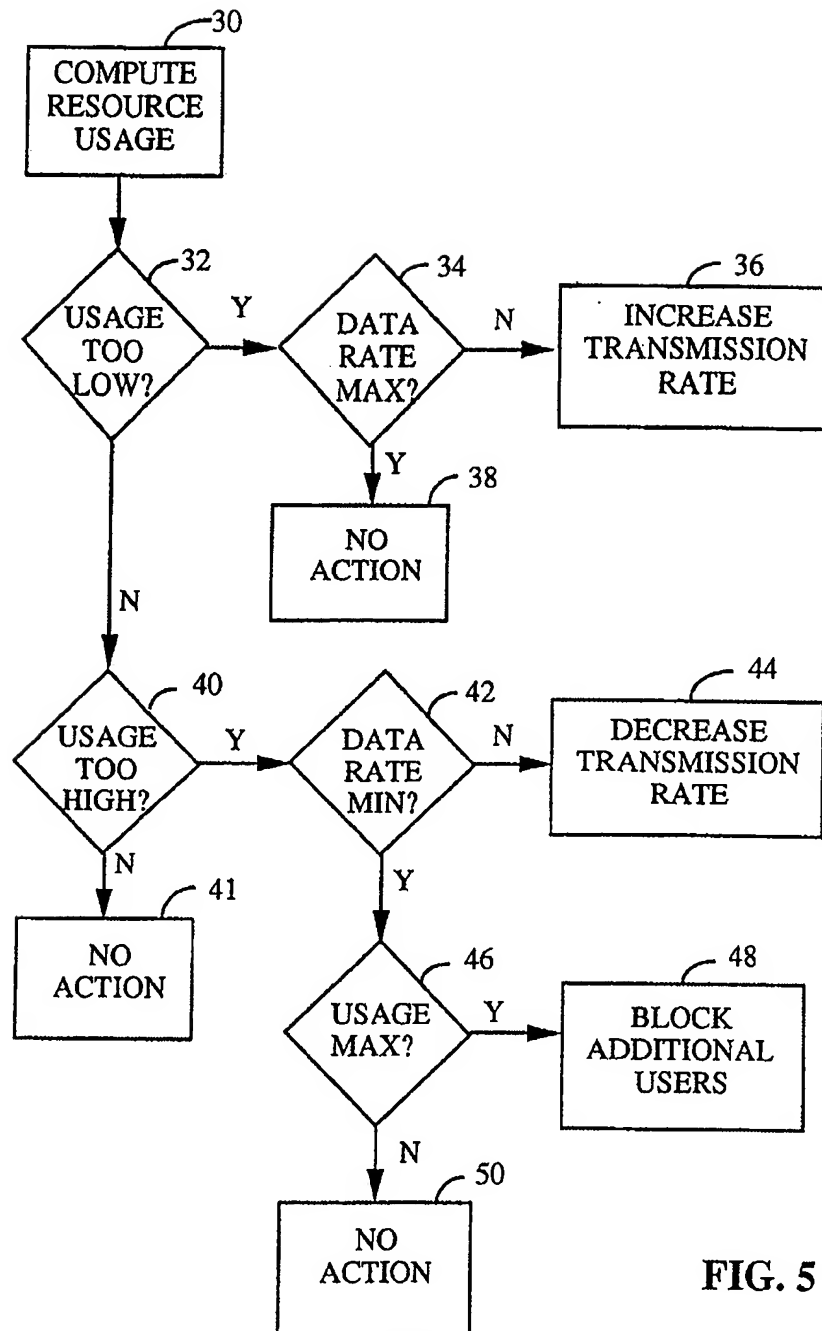 30
COMPUTE
RESOURCE
USAGE
32
USAGE
TOO
LOW?
Y
34
DATA
RATE
MAX?
N
36
INCREASE
TRANSMISSION
RATE
Y
38
NO
ACTION
N
40
USAGE
TOO
HIGH?
Y
42
DATA
RATE
MIN?
N
44
DECREASE
TRANSMISSION
RATE
N
41
NO
ACTION
Y
46
USAGE
MAX?
Y
48
BLOCK
ADDITIONAL
USERS
N
50
NO
ACTION
FIG. 5